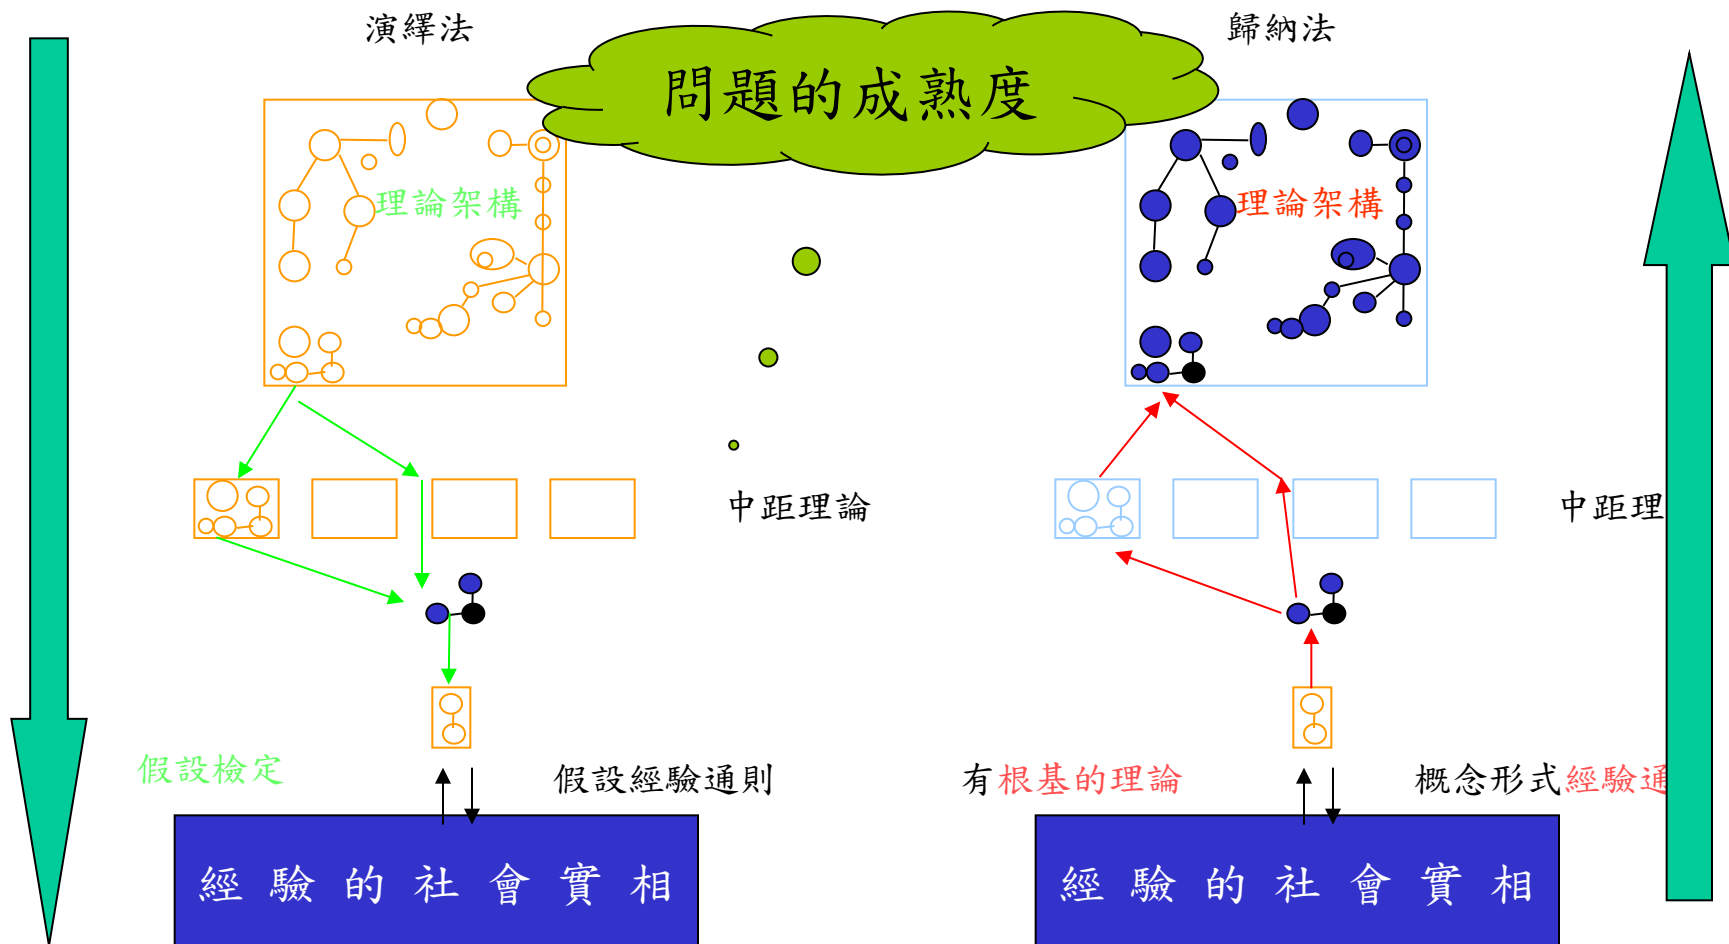 演繹法
歸納法
問題的成熟度
理論架構
理論架構
中距理論
中距理
假設檢定
假設經驗通則
有根基的理論
概念形式經驗通
經驗的社會實相
經驗的社會實相